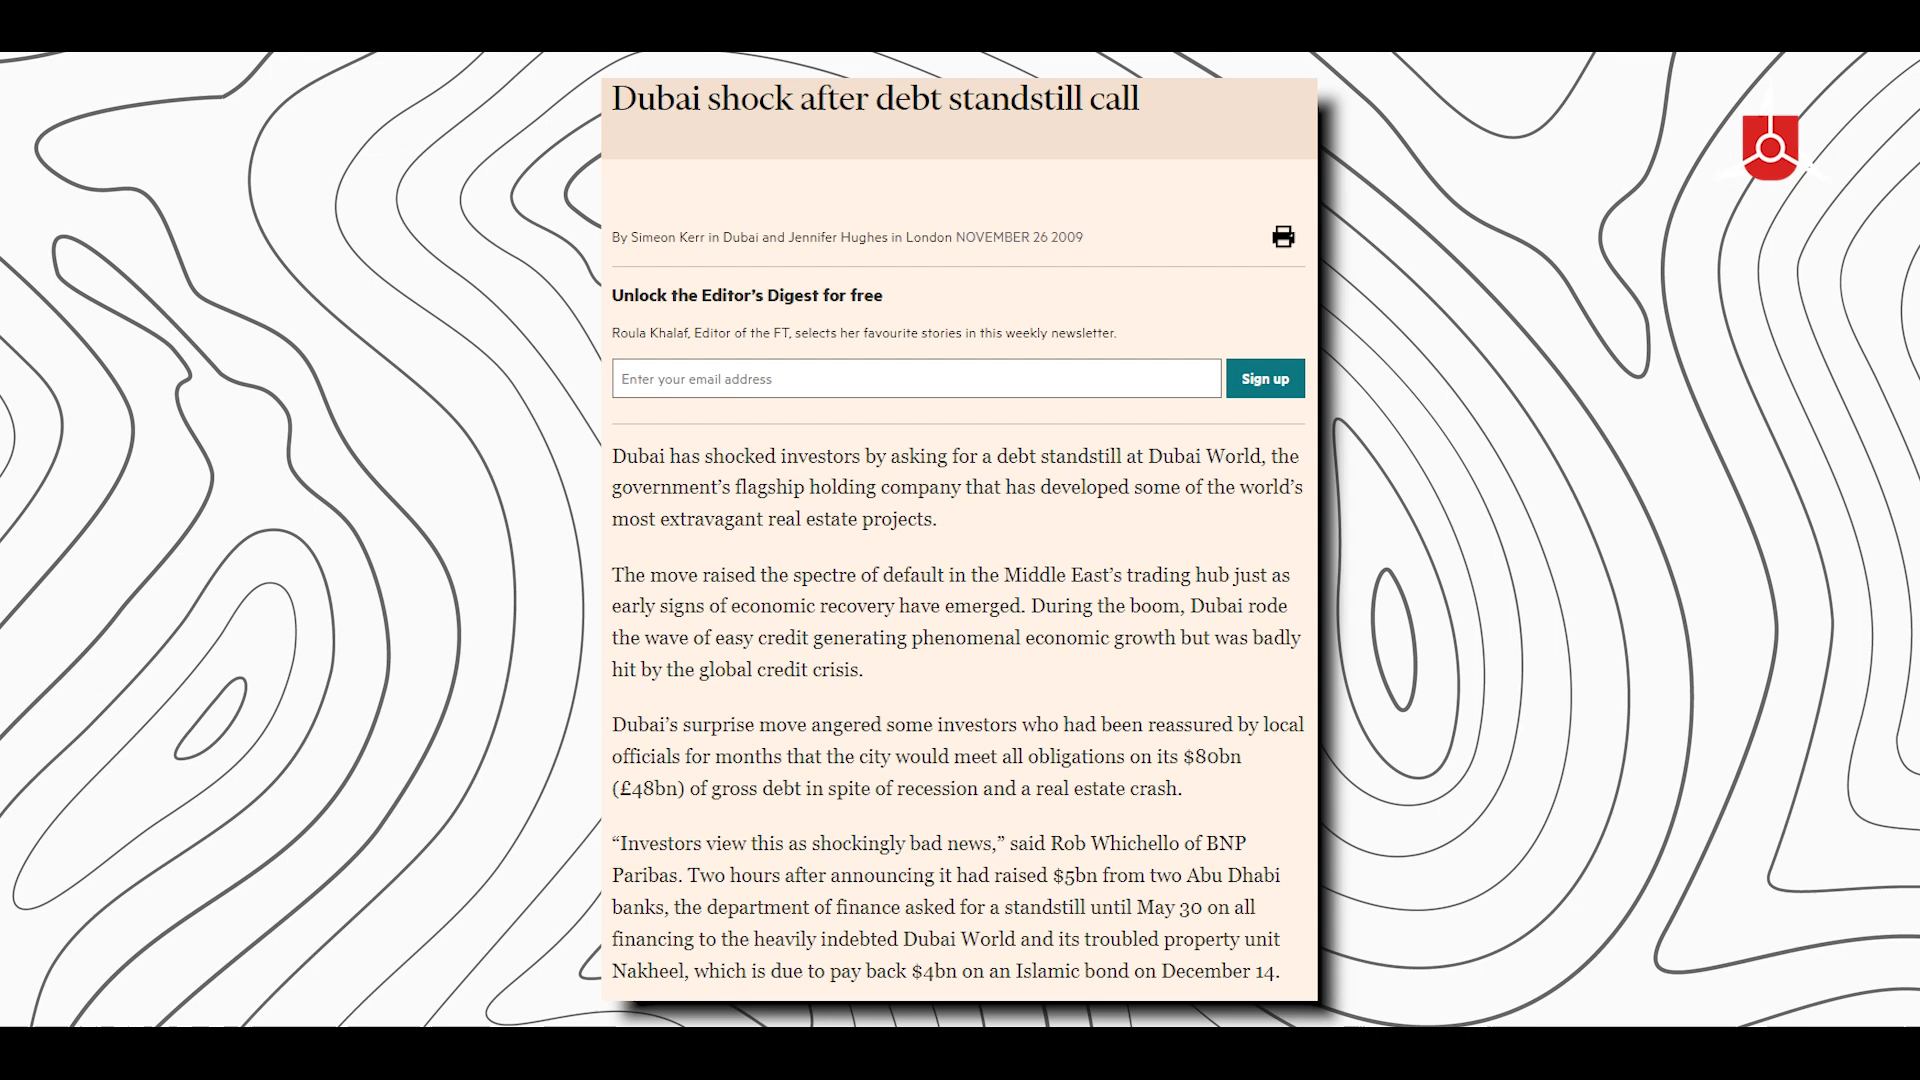 Dubai shock after debt standstill call
By Simeon Kerr in Dubai and Jennifer Hughes in London NOVEMBER 26 2009
Unlock the Editor’s Digest for free
Roula Khalaf, Editor of the FT, selects her favourite stories in this weekly newsletter.
Enter your email address
Sign up
Dubai has shocked investors by asking for a debt standstill at Dubai World, the
government’s flagship holding company that has developed some of the world’s
most extravagant real estate projects.
The move raised the spectre of default in the Middle East’s trading hub just as
early signs of economic recovery have emerged. During the boom, Dubai rode
the wave of easy credit generating phenomenal economic growth but was badly
hit by the global credit crisis.
Dubai’s surprise move angered some investors who had been reassured by local
officials for months that the city would meet all obligations on its $80bn
(£48bn) of gross debt in spite of recession and a real estate crash.
“Investors view this as shockingly bad news,” said Rob Whichello of BNP
Paribas. Two hours after announcing it had raised $5bn from two Abu Dhabi
banks, the department of finance asked for a standstill until May 30 on all
financing to the heavily indebted Dubai World and its troubled property unit
Nakheel, which is due to pay back $4bn on an Islamic bond on December 14.